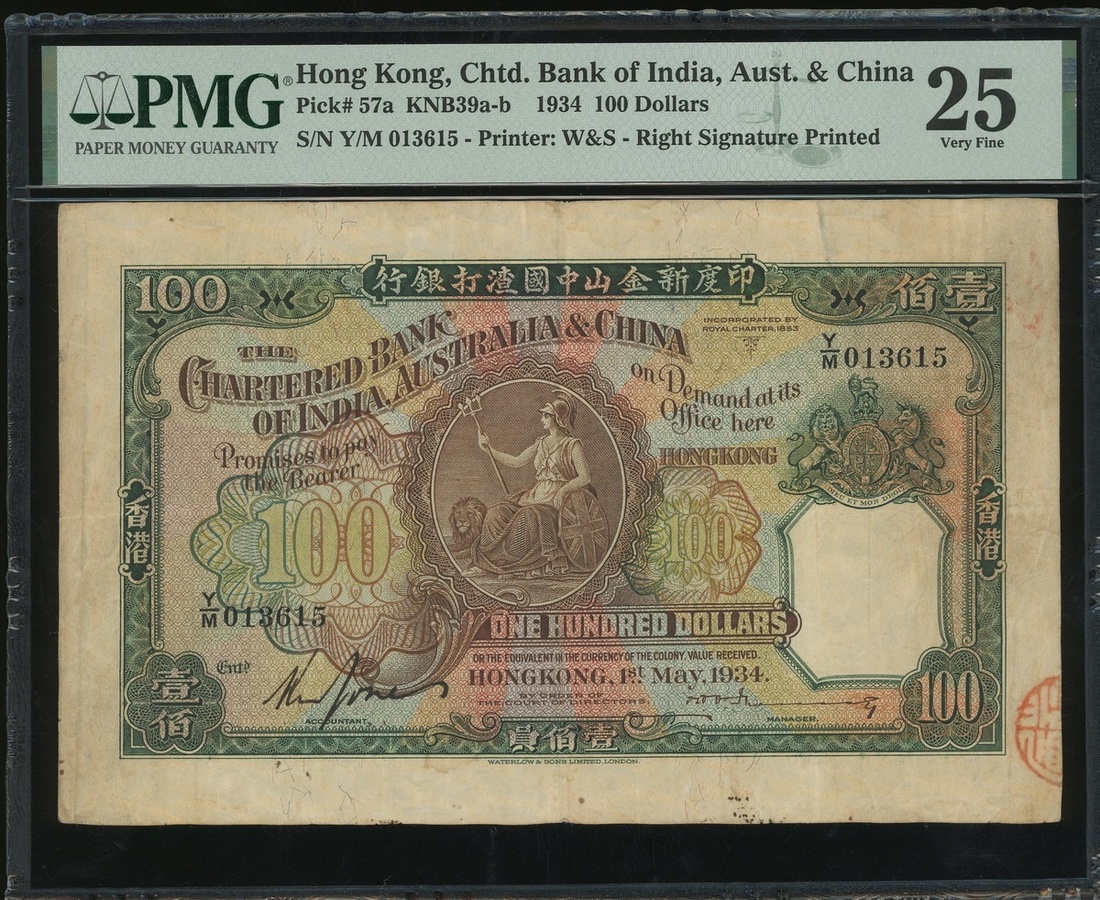 PMG®
PAPER MONEY GUARANTY
Hong Kong, Chtd. Bank of India, Aust. & China
Pick# 57a KNB39a-b 1934 100 Dollars
S/N Y/M 013615 - Printer: W&S - Right Signature Printed
25
Very Fine
行銀打渣國中山金新度印
100
佰壹
THE
CHARTERED BANK
OF INDIA, AUSTRALIA & CHINA
INCORPORATED BY
ROYAL CHARTER, 1853
Y/M 013615
Promises to pay
the Bearer
on Demand at its
Office here
HONGKONG
DIEU ET MON DROIT
香港
香港
100
100
Y/M 013615
ONE HUNDRED DOLLARS
OR THE EQUIVALENT IN THE CURRENCY OF THE COLONY, VALUE RECEIVED.
HONGKONG, 1st May, 1934.
BY ORDER OF
THE COURT OF DIRECTORS
Entd.
ACCOUNTANT.
MANAGER.
壹佰
100
員佰壹
WATERLOW & SONS LIMITED, LONDON.